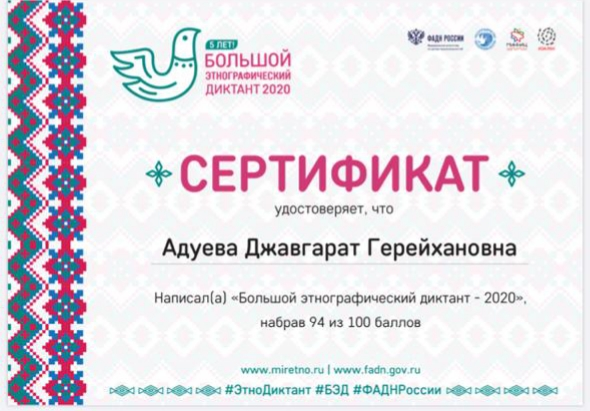 5 ЛЕТ!
БОЛЬШОЙ
ЭТНОГРАФИЧЕСКИЙ
ДИКТАНТ 2020
ФАДН РОССИИ
СЕРТИФИКАТ
удостоверяет, что
Адуева Джавгарат Герейхановна
Написал(а) «Большой этнографический диктант - 2020»,
набрав 94 из 100 баллов
www.miretno.ru | www.fadn.gov.ru
#ЭтноДиктант #БЭД #ФАДНРоссии